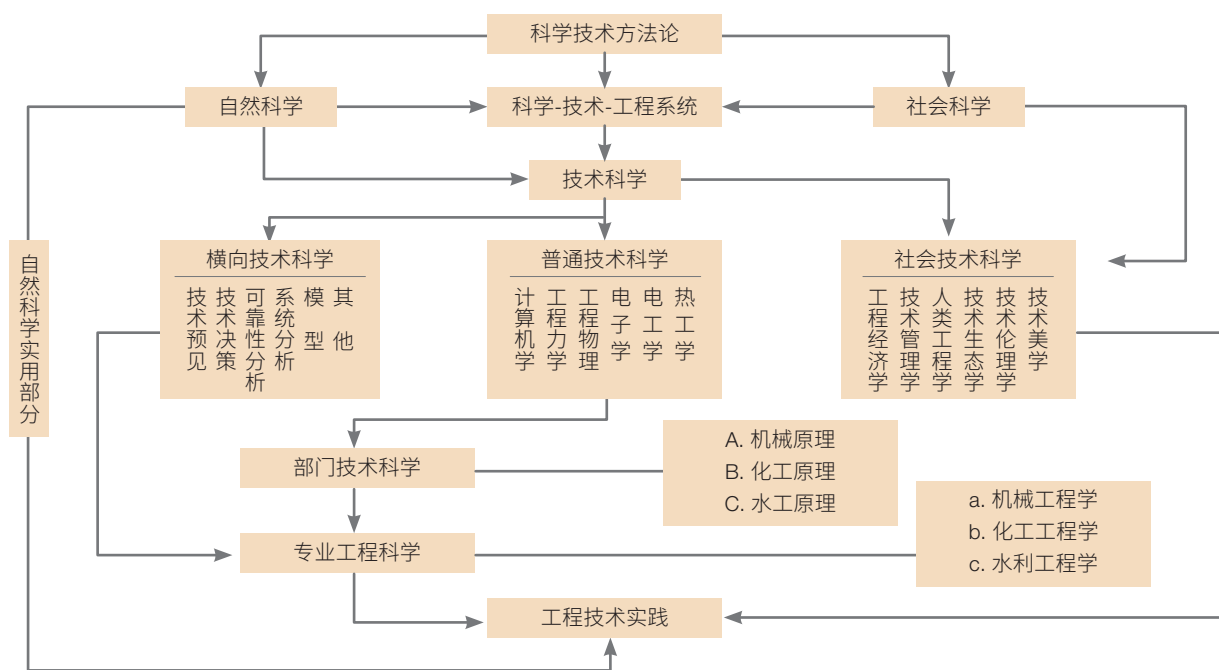 科学技术方法论
自然科学
科学-技术-工程系统
社会科学
技术科学
自然科学实用部分
横向技术科学
技术预见
技术决策
可靠性分析
系统分析
模型
其他
普通技术科学
计算机学
工程力学
工程物理
电子学
电工学
热工学
社会技术科学
工程经济学
技术管理学
人类工程学
技术生态学
技术伦理学
技术美学
部门技术科学
A. 机械原理
B. 化工原理
C. 水工原理
专业工程科学
a. 机械工程学
b. 化工工程学
c. 水利工程学
工程技术实践